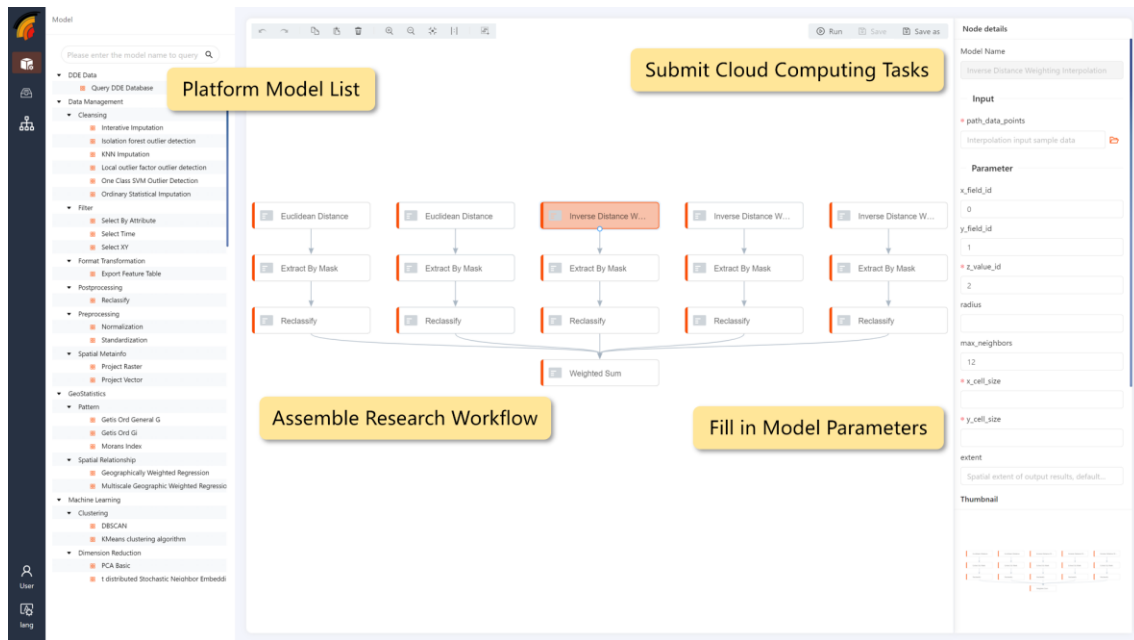 Model
Please enter the model name to query
DDE Data
Query DDE Database
Data Management
Cleansing
Interative Imputation
Isolation forest outlier detection
KNN Imputation
Local outlier factor outlier detection
One Class SVM Outlier Detection
Ordinary Statistical Imputation
Filter
Select By Attribute
Select Time
Select XY
Format Transformation
Export Feature Table
Postprocessing
Reclassify
Preprocessing
Normalization
Standardization
Spatial Metainfo
Project Raster
Project Vector
GeoStatistics
Pattern
Getis Ord General G
Getis Ord Gi
Morans Index
Spatial Relationship
Geographically Weighted Regression
Multiscale Geographic Weighted Regressio
Machine Learning
Clustering
DBSCAN
KMeans clustering algorithm
Dimension Reduction
PCA Basic
t distributed Stochastic Neighbor Embeddi
User
lang
Platform Model List
Run Save Save as
Submit Cloud Computing Tasks
Euclidean Distance Euclidean Distance Inverse Distance W... Inverse Distance W... Inverse Distance W...
Extract By Mask Extract By Mask Extract By Mask Extract By Mask Extract By Mask
Reclassify Reclassify Reclassify Reclassify Reclassify
Weighted Sum
Assemble Research Workflow
Fill in Model Parameters
Node details
Model Name
Inverse Distance Weighting Interpolation
Input
* path_data_points
Interpolation input sample data
Parameter
x_field_id
0
y_field_id
1
* z_value_id
2
radius
max_neighbors
12
* x_cell_size
* y_cell_size
extent
Spatial extent of output results, default...
Thumbnail